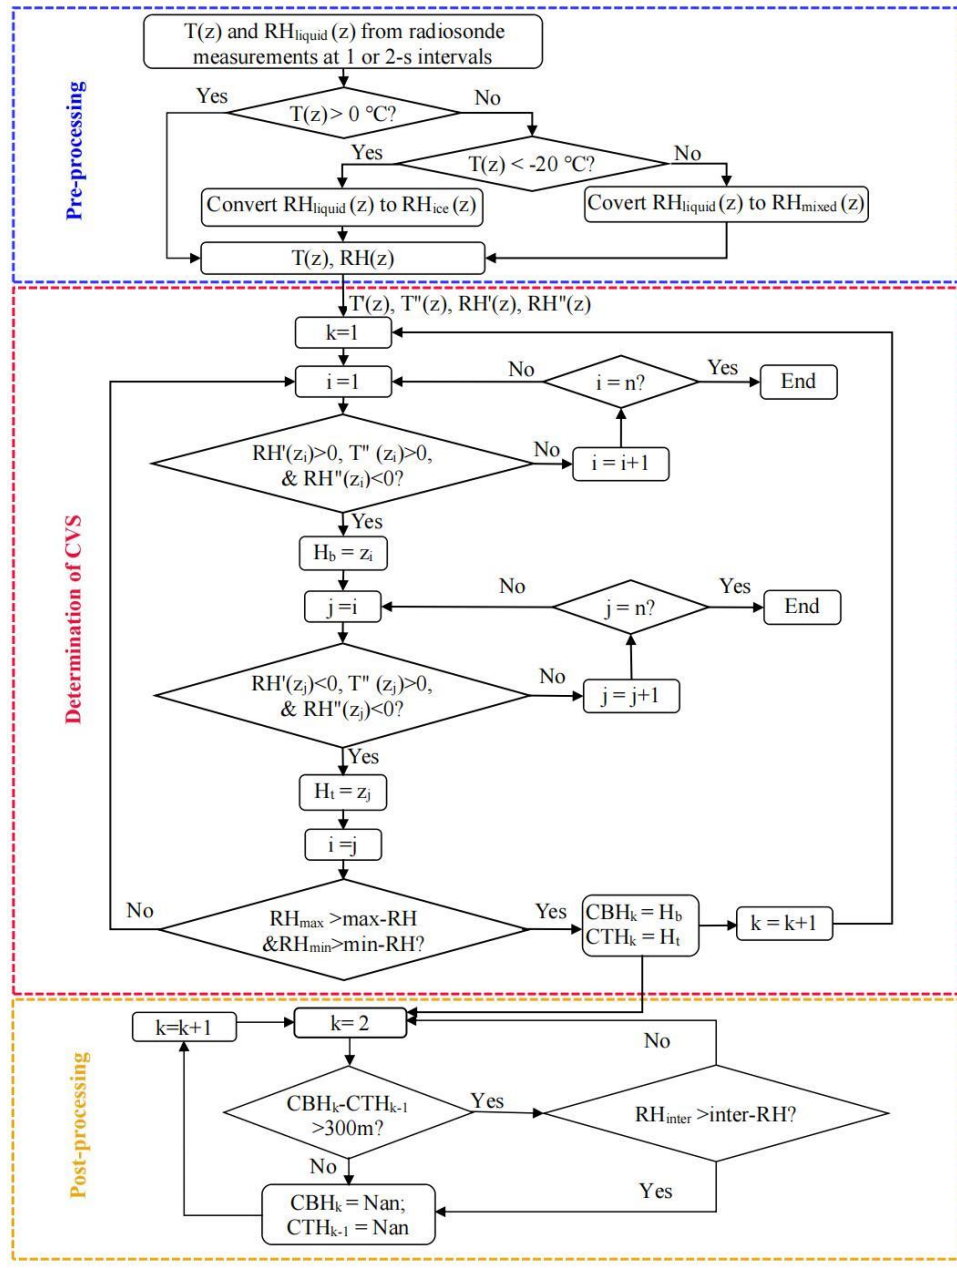 Pre-processing
T(z) and RHliquid (z) from radiosonde
measurements at 1 or 2-s intervals
Yes
T(z)> 0 °C?
No
Yes
T(z) < -20 °C?
No
Convert RHliquid (z) to RHice (z)
Covert RHliquid (z) to RHmixed (z)
T(z), RH(z)
Determination of CVS
T'(z), T"(z), RH'(z), RH"(z)
k=1
i =1
No
i = n?
Yes
End
RH'(zi)>0, T" (zi)>0,
& RH"(zi)<0?
No
i = i+1
Yes
Hb = zi
j =i
No
j = n?
Yes
End
RH'(zj)<0, T" (zj)>0,
& RH"(zj)<0?
No
j = j+1
Yes
Ht = zj
i =j
No
RHmax >max-RH
&RHmin>min-RH?
Yes
CBHk = Hb
CTHk = Ht
k = k+1
Post-processing
k=k+1
k= 2
No
CBHk-CTHk-1
>300m?
Yes
RHinter >inter-RH?
No
Yes
CBHk = Nan;
CTHk-1 = Nan